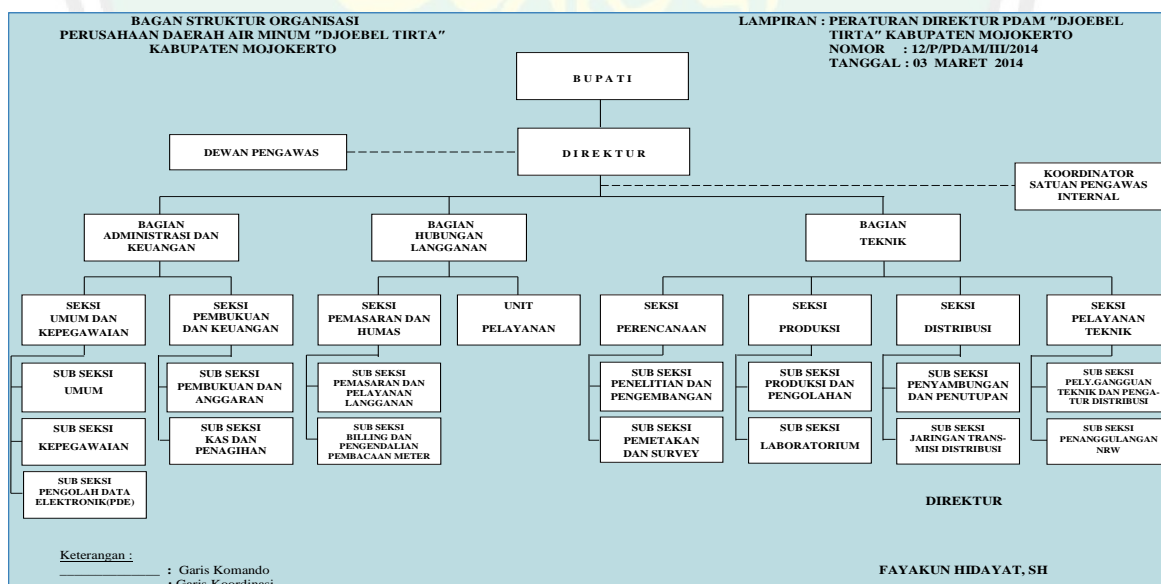 BAGAN STRUKTUR ORGANISASI
PERUSAHAAN DAERAH AIR MINUM "DJOEBEL TIRTA"
KABUPATEN MOJOKERTO
LAMPIRAN : PERATURAN DIREKTUR PDAM "DJOEBEL
TIRTA" KABUPATEN MOJOKERTO
NOMOR : 12/P/PDAM/III/2014
TANGGAL : 03 MARET 2014
B U P A T I
DEWAN PENGAWAS
D I R E K T U R
KOORDINATOR
SATUAN PENGAWAS
INTERNAL
BAGIAN
ADMINISTRASI DAN
KEUANGAN
BAGIAN
HUBUNGAN
LANGGANAN
BAGIAN
TEKNIK
SEKSI
UMUM DAN
KEPEGAWAIAN
SEKSI
PEMBUKUAN
DAN KEUANGAN
SEKSI
PEMASARAN DAN
HUMAS
UNIT
PELAYANAN
SEKSI
PERENCANAAN
SEKSI
PRODUKSI
SEKSI
DISTRIBUSI
SEKSI
PELAYANAN
TEKNIK
SUB SEKSI
UMUM
SUB SEKSI
PEMBUKUAN DAN
ANGGARAN
SUB SEKSI
PEMASARAN DAN
PELAYANAN
LANGGANAN
SUB SEKSI
PENELITIAN DAN
PENGEMBANGAN
SUB SEKSI
PRODUKSI DAN
PENGOLAHAN
SUB SEKSI
PENYAMBUNGAN
DAN PENUTUPAN
SUB SEKSI
PELY.GANGGUAN
TEKNIK DAN PENGA-
TUR DISTRIBUSI
SUB SEKSI
KEPEGAWAIAN
SUB SEKSI
KAS DAN
PENAGIHAN
SUB SEKSI
BILLING DAN
PENGENDALIAN
PEMBACAAN METER
SUB SEKSI
PEMETAKAN
DAN SURVEY
SUB SEKSI
LABORATORIUM
SUB SEKSI
JARINGAN TRANS-
MISI DISTRIBUSI
SUB SEKSI
PENANGGULANGAN
NRW
SUB SEKSI
PENGOLAH DATA
ELEKTRONIK(PDE)
DIREKTUR
Keterangan :
: Garis Komando
: Garis Koordinasi
FAYAKUN HIDAYAT, SH